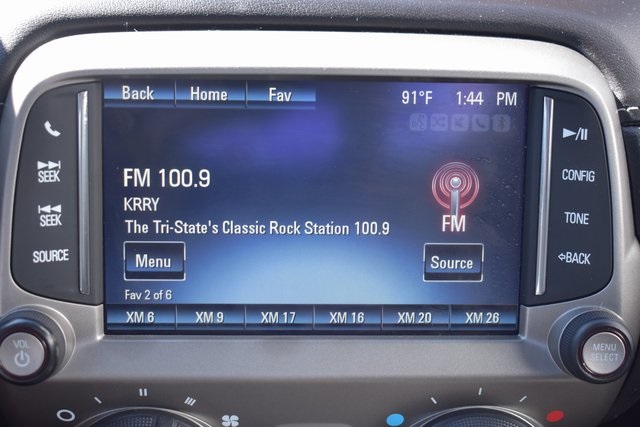 Back Home Fav 91°F 1:44 PM
SEEK
SEEK
SOURCE
FM 100.9
KRRY
The Tri-State's Classic Rock Station 100.9
FM
Menu Source
Fav 2 of 6
XM 6 XM 9 XM 17 XM 16 XM 20 XM 26
CONFIG
TONE
BACK
VOL
MENU
SELECT